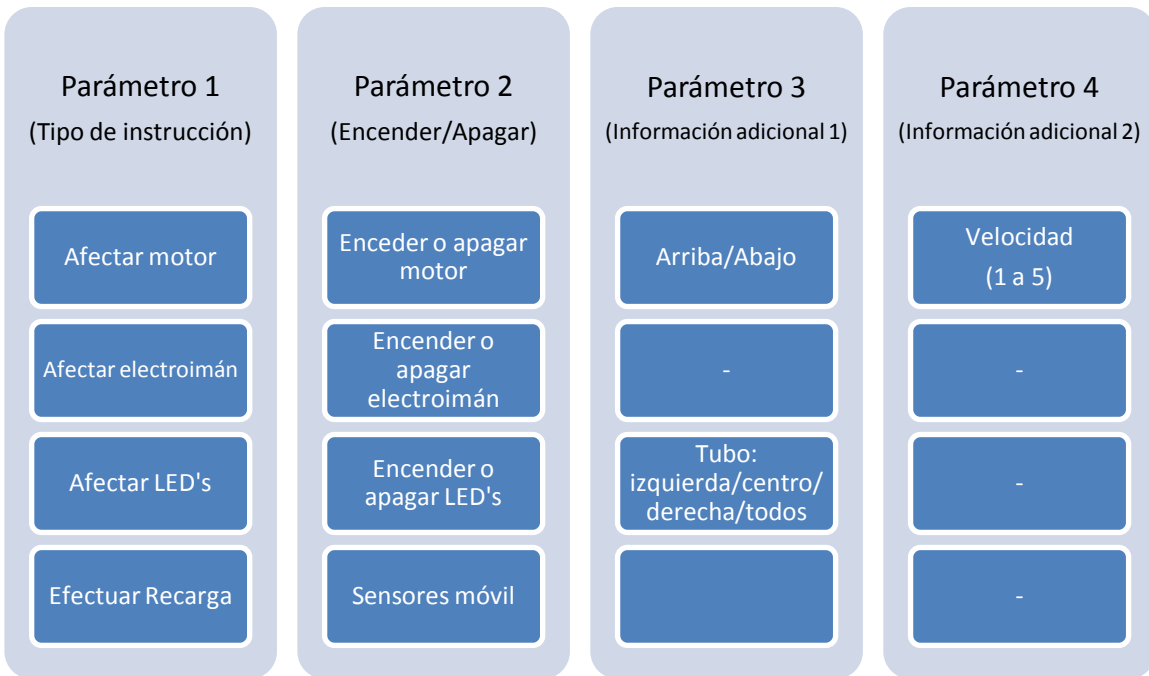 Parámetro 1
(Tipo de instrucción)
Afectar motor
Afectar electroimán
Afectar LED's
Efectuar Recarga
Parámetro 2
(Encender/Apagar)
Enceder o apagar
motor
Encender o
apagar
electroimán
Encender o
apagar LED's
Sensores móvil
Parámetro 3
(Información adicional 1)
Arriba/Abajo
-
Tubo:
izquierda/centro/
derecha/todos
Parámetro 4
(Información adicional 2)
Velocidad
(1 a 5)
-
-
-